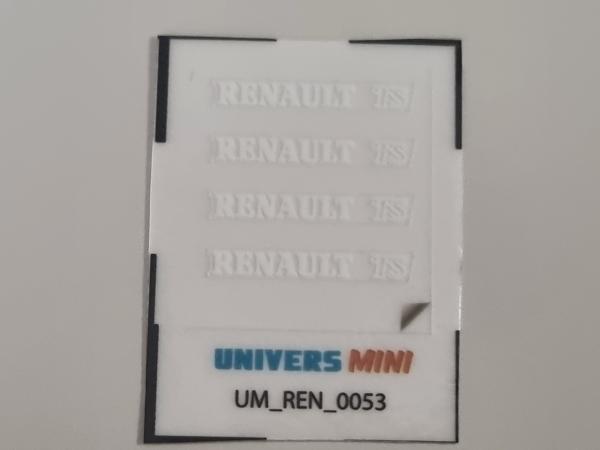 RENAULT TS
RENAULT TS
RENAULT TS
RENAULT TS
UNIVERS MINI
UM_REN_0053